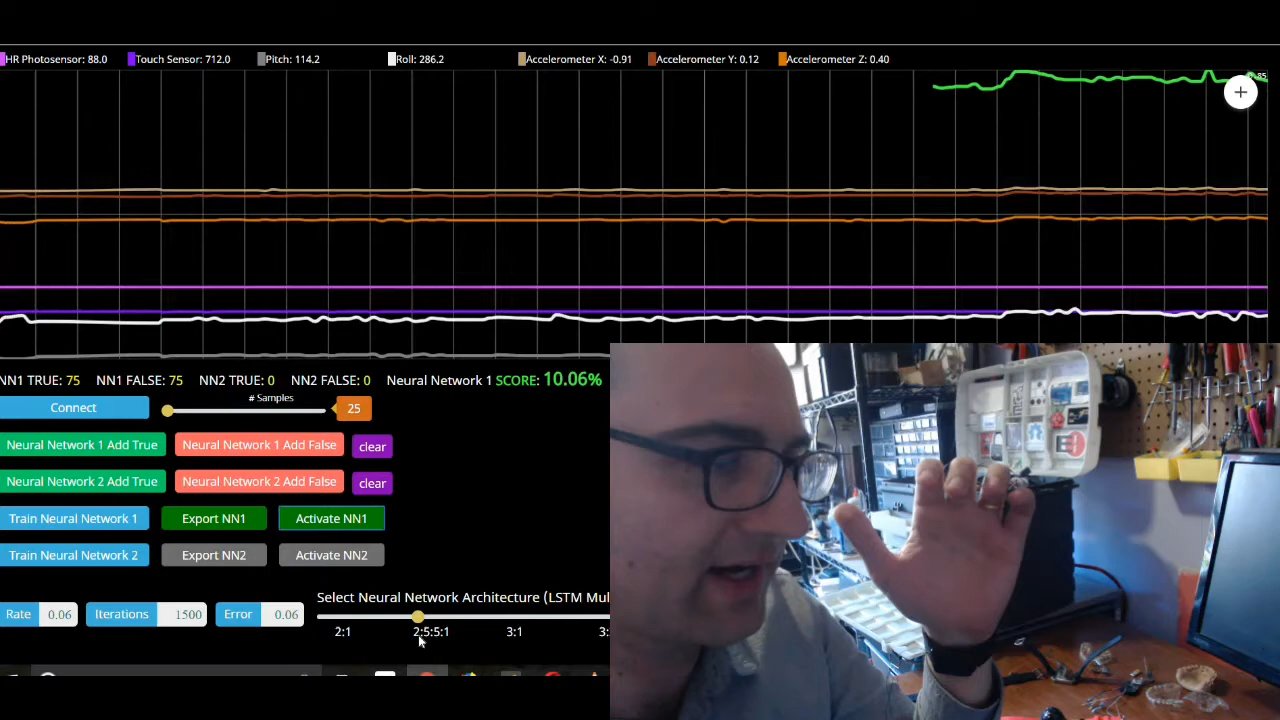 HR Photosensor: 88.0 Touch Sensor: 712.0 Pitch: 114.2 Roll: 286.2 Accelerometer X: -0.91 Accelerometer Y: 0.12 Accelerometer Z: 0.40
+
NN1 TRUE: 75 NN1 FALSE: 75 NN2 TRUE: 0 NN2 FALSE: 0 Neural Network 1 SCORE: 10.06%
# Samples
Connect 25
Neural Network 1 Add True Neural Network 1 Add False clear
Neural Network 2 Add True Neural Network 2 Add False clear
Train Neural Network 1 Export NN1 Activate NN1
Train Neural Network 2 Export NN2 Activate NN2
Select Neural Network Architecture (LSTM Mul
Rate 0.06 Iterations 1500 Error 0.06
2:1 2:5:5:1 3:1 3: